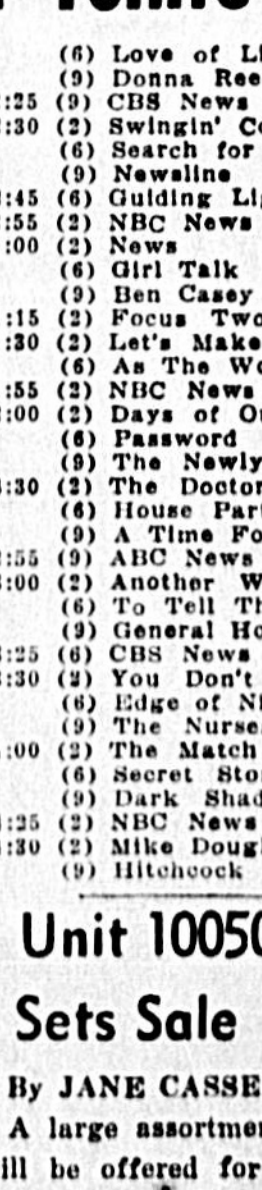 (6) Love of Li
(9) Donna Ree
:25 (9) CBS News
:30 (2) Swingin' Co
(6) Search for
(9) Newsline
:45 (6) Guiding Lig
:55 (2) NBC News
:00 (2) News
(6) Girl Talk
(9) Ben Casey
:15 (2) Focus Two
:30 (2) Let's Make
(6) As The Wo
:55 (2) NBC News
:00 (2) Days of Ou
(6) Password
(9) The Newly
:30 (2) The Doctor
(6) House Par
(9) A Time Fo
:55 (9) ABC News
:00 (2) Another W
(6) To Tell Th
(9) General Ho
:25 (6) CBS News
:30 (2) You Don't
(6) Edge of Ni
(9) The Nurse
:00 (2) The Match
(6) Secret Sto
(9) Dark Shad
:25 (2) NBC News
:30 (2) Mike Dougl
(9) Hitchcock
Unit 10050
Sets Sale
By JANE CASSE
A large assortme
ill be offered for